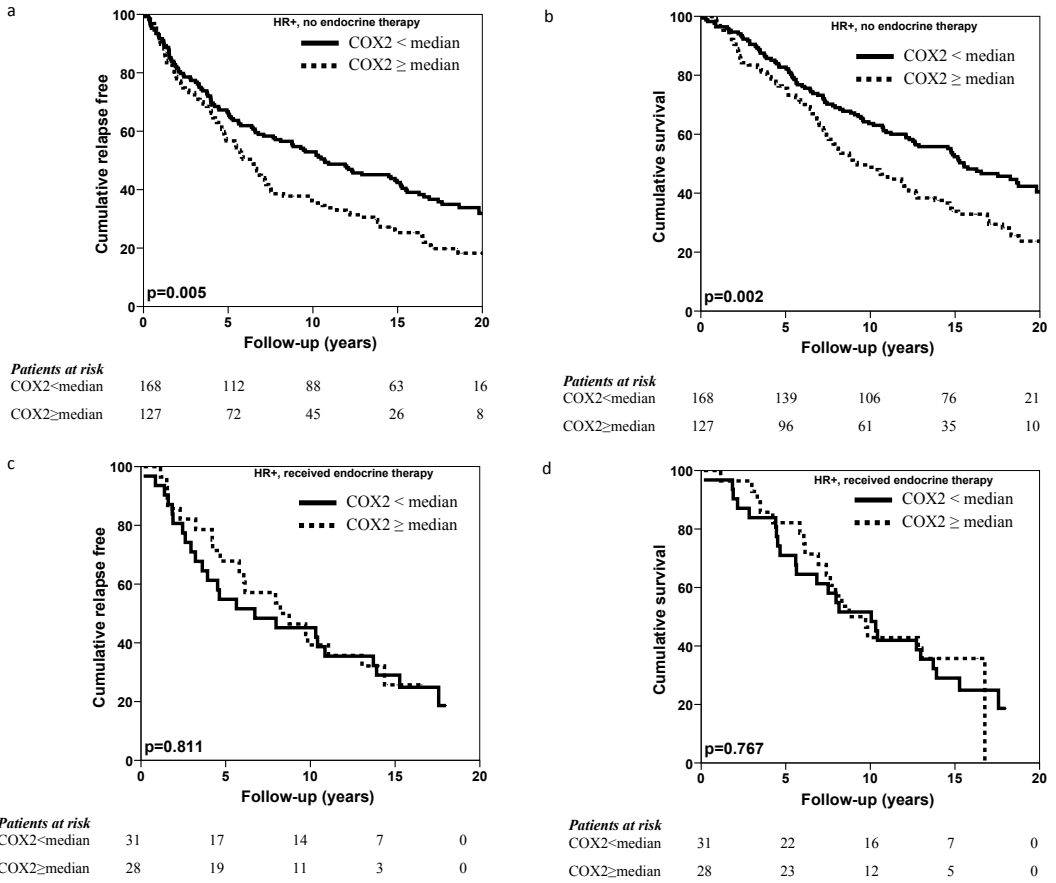 a
HR+, no endocrine therapy
COX2 < median
COX2 ≥ median
Cumulative relapse free
100
80
60
40
20
0
0 5 10 15 20
p=0.005
Follow-up (years)
Patients at risk
COX2<median 168 112 88 63 16
COX2≥median 127 72 45 26 8
b
HR+, no endocrine therapy
COX2 < median
COX2 ≥ median
Cumulative survival
100
80
60
40
20
0
0 5 10 15 20
p=0.002
Follow-up (years)
Patients at risk
COX2<median 168 139 106 76 21
COX2≥median 127 96 61 35 10
c
HR+, received endocrine therapy
COX2 < median
COX2 ≥ median
Cumulative relapse free
100
80
60
40
20
0
0 5 10 15 20
p=0.811
Follow-up (years)
Patients at risk
COX2<median 31 17 14 7 0
COX2≥median 28 19 11 3 0
d
HR+, received endocrine therapy
COX2 < median
COX2 ≥ median
Cumulative survival
100
80
60
40
20
0
0 5 10 15 20
p=0.767
Follow-up (years)
Patients at risk
COX2<median 31 22 16 7 0
COX2≥median 28 23 12 5 0